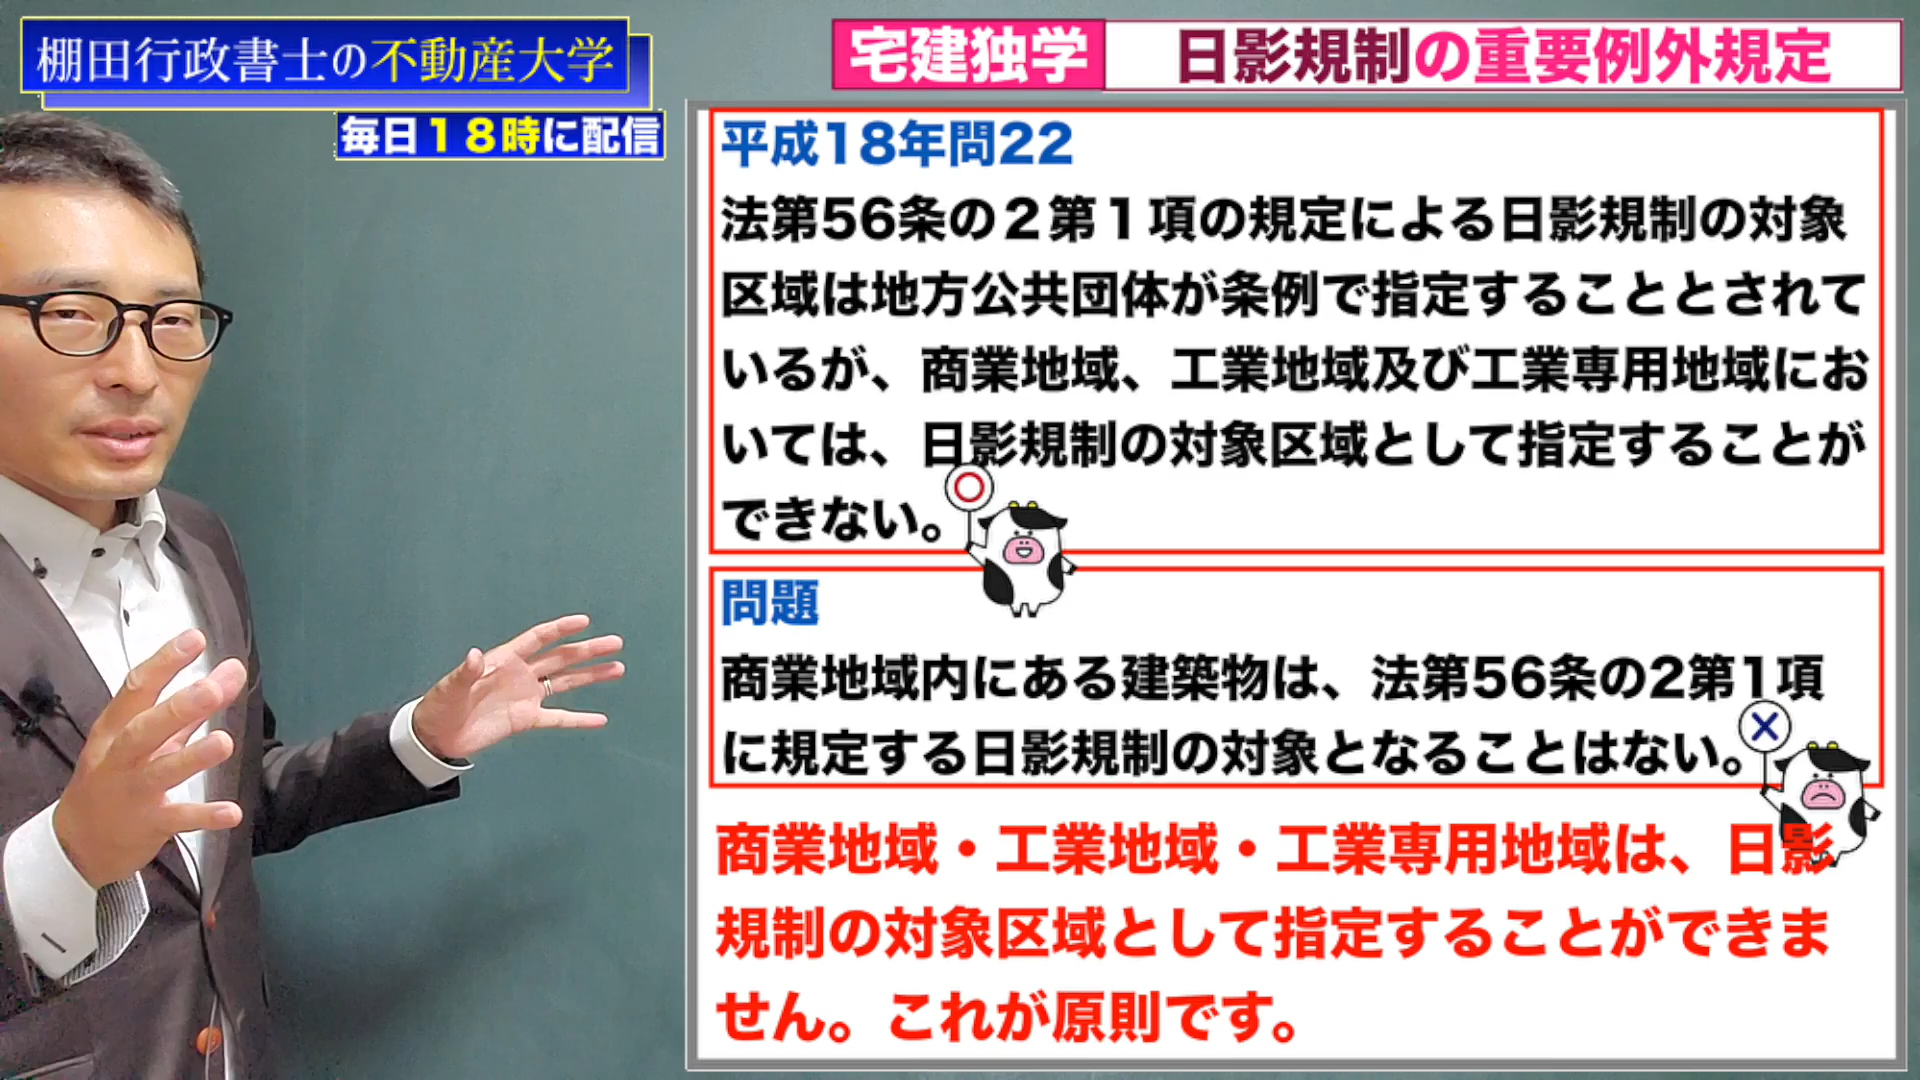 棚田行政書士の不動産大学
毎日18時に配信
宅建独学
日影規制の重要例外規定
平成18年問22
法第56条の2第1項の規定による日影規制の対象
区域は地方公共団体が条例で指定することとされて
いるが、商業地域、工業地域及び工業専用地域にお
いては、日影規制の対象区域として指定することが
できない。
問題
商業地域内にある建築物は、法第56条の2第1項
に規定する日影規制の対象となることはない。
商業地域・工業地域・工業専用地域は、日影
規制の対象区域として指定することができま
せん。これが原則です。